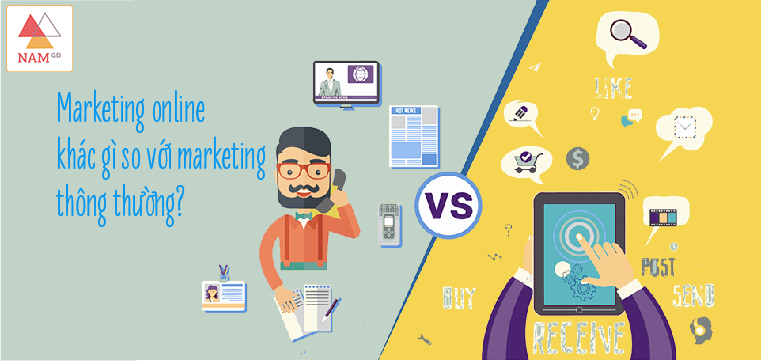 NAM GD
Marketing online
khác gì so với marketing
thông thường?
HOT NEWS
VS
LIKE
$
BUY
POST
SEND
RECEIVE